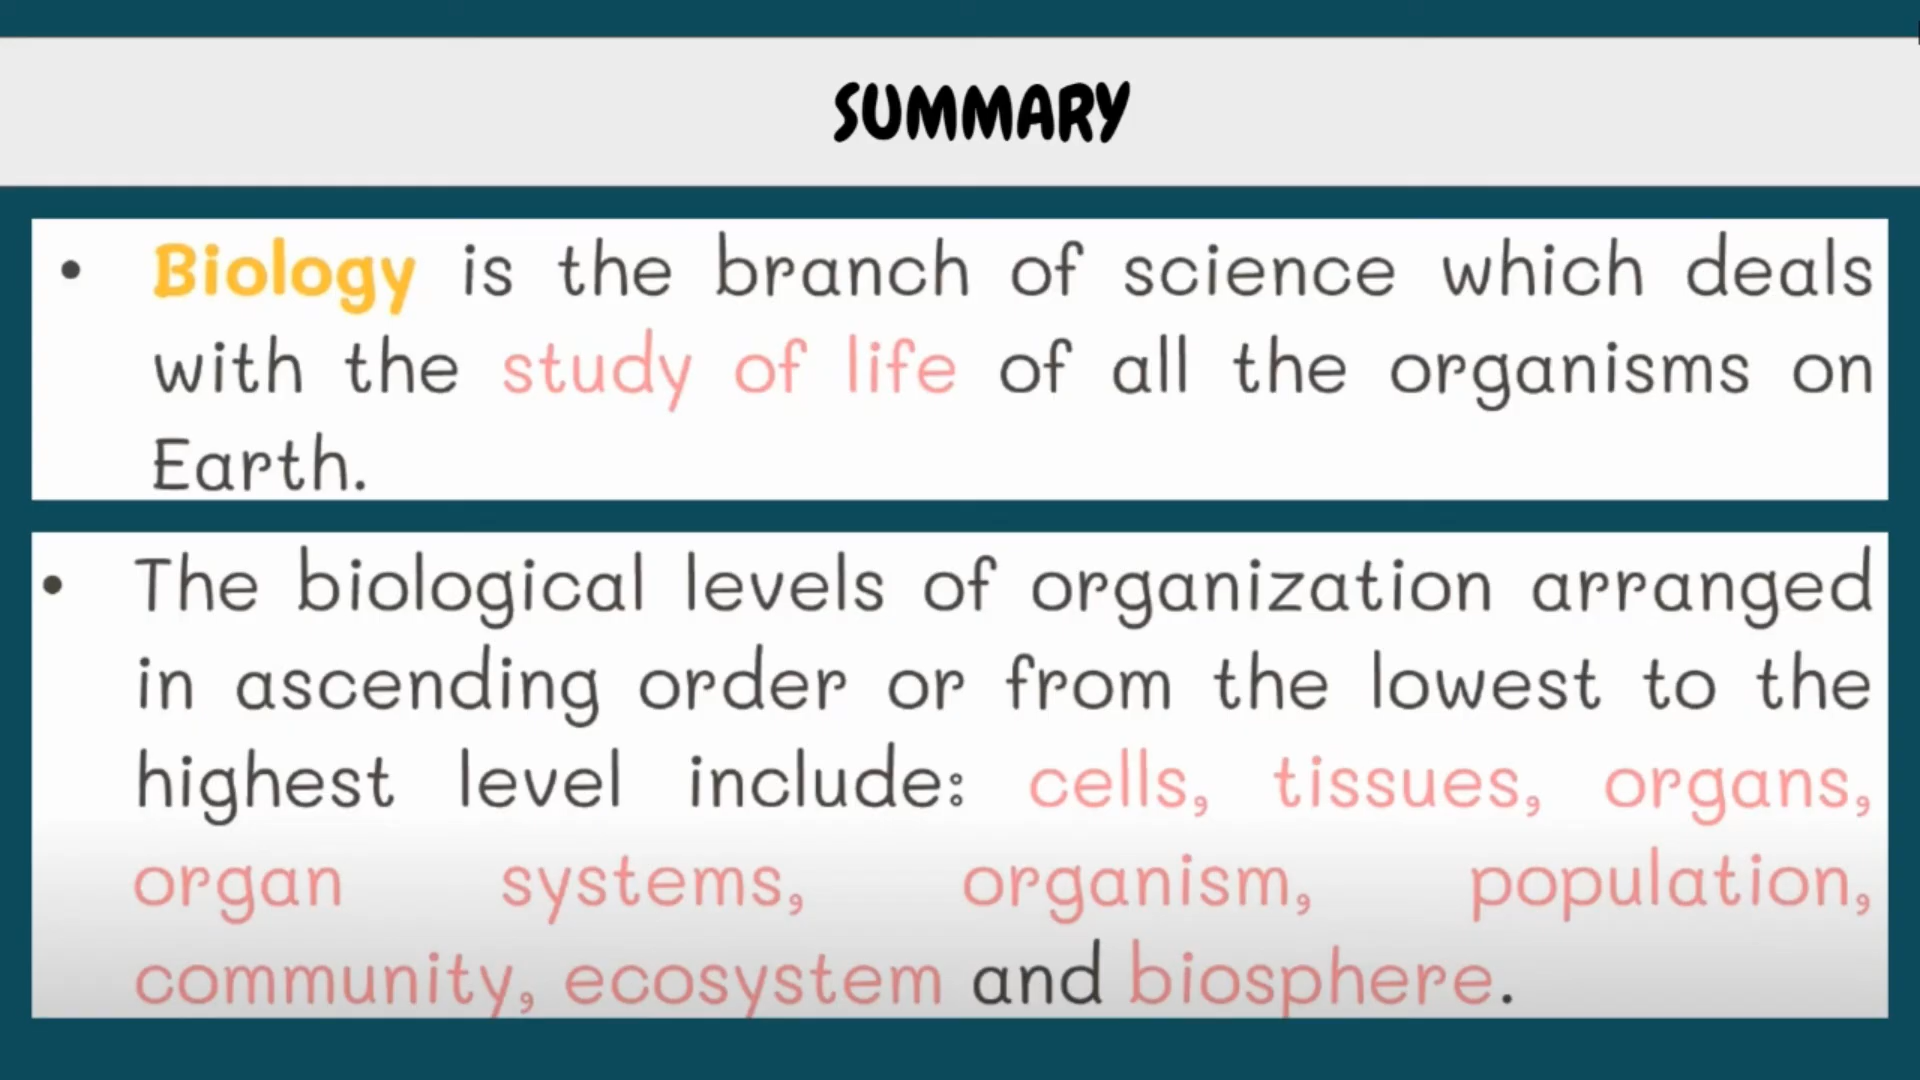 SUMMARY
• Biology is the branch of science which deals
with the study of life of all the organisms on
Earth.
• The biological levels of organization arranged
in ascending order or from the lowest to the
highest level include: cells, tissues, organs,
organ systems, organism, population,
community, ecosystem and biosphere.